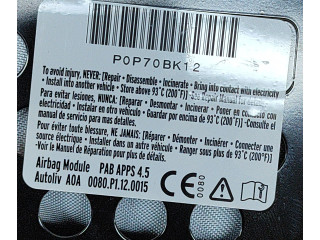 P0P70BK12
To avoid injury, NEVER: [Repair - Disassemble - Incinerate - Bring into contact with electricity
- Install into another vehicle - Store above 93°C (200°F)] -See Repair Manual for
Para evitar lesiones, NUNCA: [Reparar - Desmontar - Incinerar - Poner en contacto con
electricidad - Instalar en otro vehículo - Guardar por encima de 93°C (200°F)] -Consulte el
manual de servicio para más detalles.
Pour éviter toute blessure, NE JAMAIS: [Réparer - Démonter - Incinérer - Connecter
une source électrique - Installer dans un autre véhicule - Ranger sous plus de 93°C (200°F)]
-Voir le Manuel de Réparation pour plus de détails.
Airbag Module PAB APPS 4.5
Autoliv AOA 0080.P1.12.0015
CE 0080